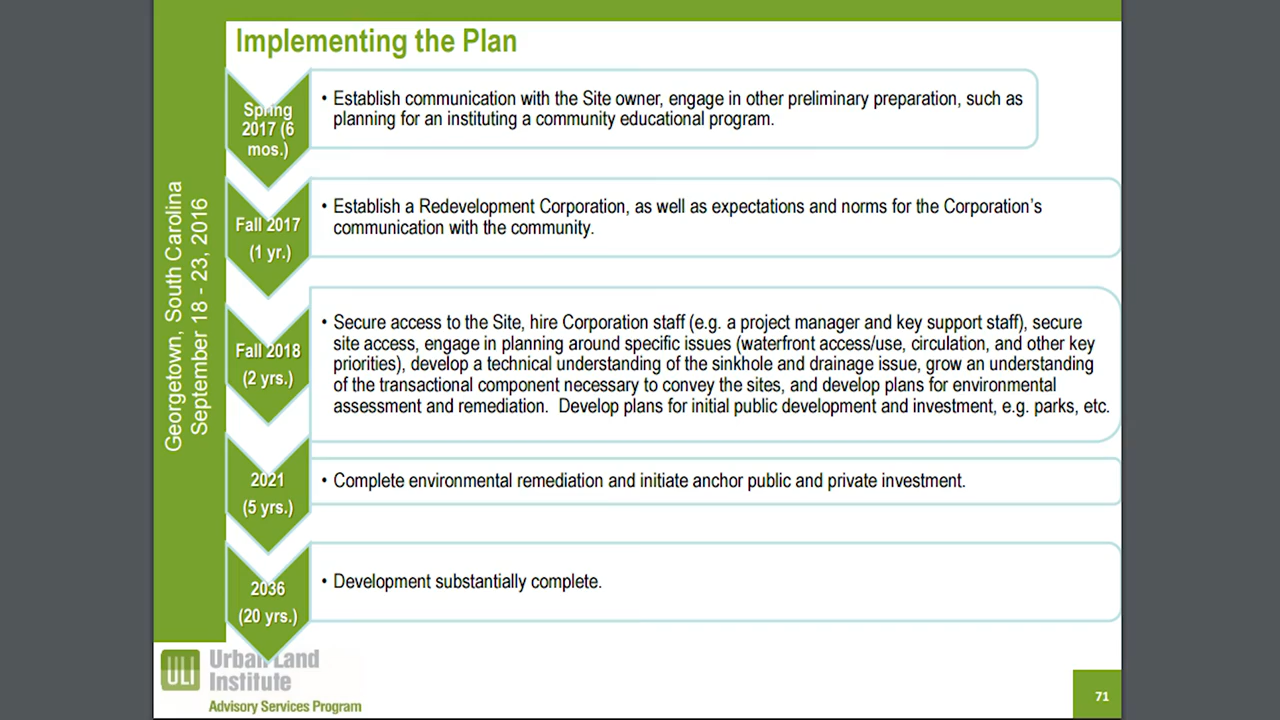 Implementing the Plan
Spring
2017 (6
mos.)
• Establish communication with the Site owner, engage in other preliminary preparation, such as
planning for an instituting a community educational program.
Fall 2017
(1 yr.)
• Establish a Redevelopment Corporation, as well as expectations and norms for the Corporation's
communication with the community.
Fall 2018
(2 yrs.)
• Secure access to the Site, hire Corporation staff (e.g. a project manager and key support staff), secure
site access, engage in planning around specific issues (waterfront access/use, circulation, and other key
priorities), develop a technical understanding of the sinkhole and drainage issue, grow an understanding
of the transactional component necessary to convey the sites, and develop plans for environmental
assessment and remediation. Develop plans for initial public development and investment, e.g. parks, etc.
2021
(5 yrs.)
• Complete environmental remediation and initiate anchor public and private investment.
2036
(20 yrs.)
• Development substantially complete.
Georgetown, South Carolina
September 18 - 23, 2016
ULI
Urban Land
Institute
Advisory Services Program
71